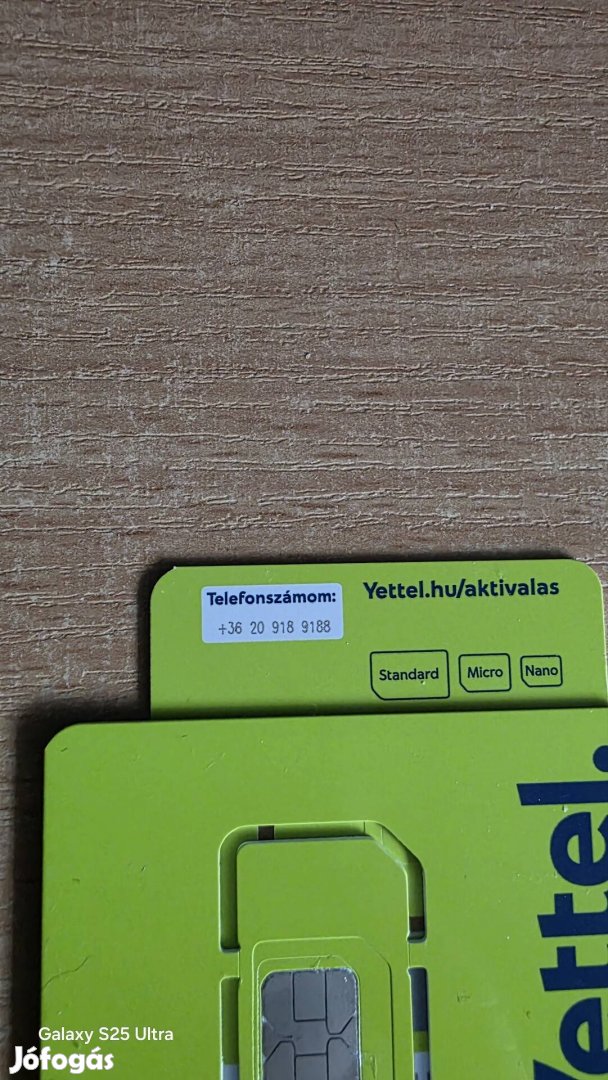 Telefonszámom:
+36 20 918 9188
Yettel.hu/aktivalas
Standard
Micro
Nano
Yettel.
Galaxy S25 Ultra
Jófogás